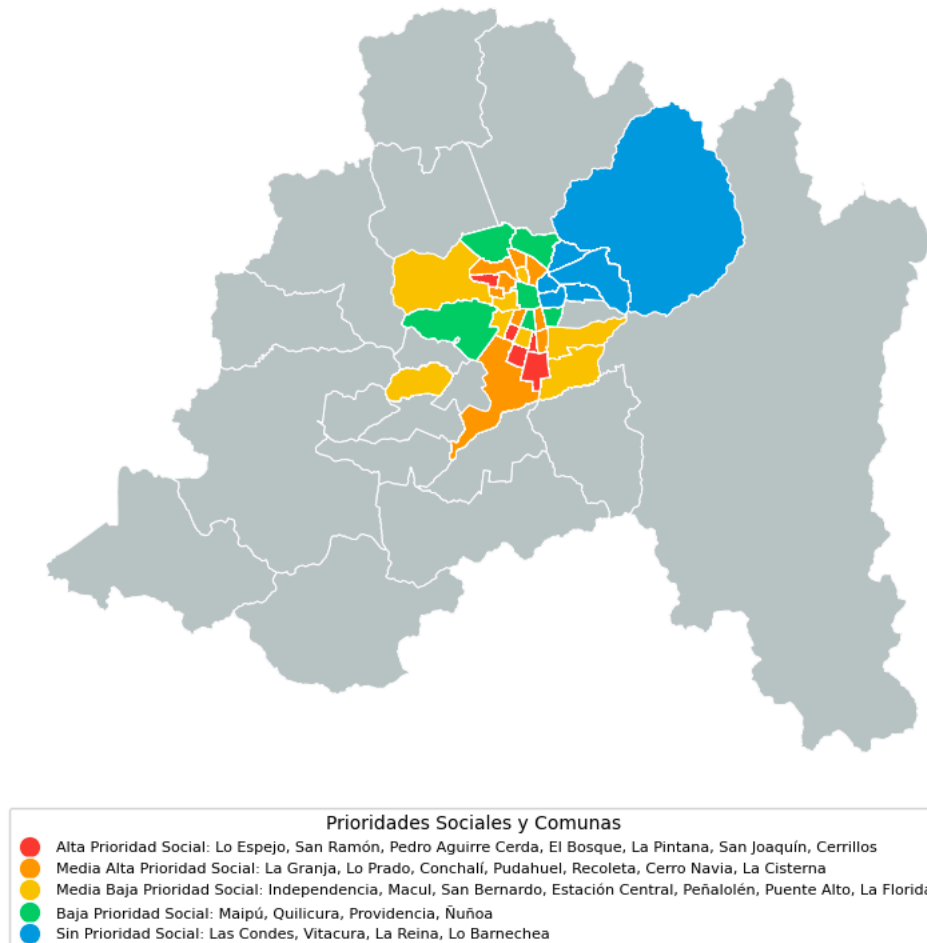 Prioridades Sociales y Comunas
Alta Prioridad Social: Lo Espejo, San Ramón, Pedro Aguirre Cerda, El Bosque, La Pintana, San Joaquín, Cerrillos
Media Alta Prioridad Social: La Granja, Lo Prado, Conchalí, Pudahuel, Recoleta, Cerro Navia, La Cisterna
Media Baja Prioridad Social: Independencia, Macul, San Bernardo, Estación Central, Peñalolén, Puente Alto, La Florida
Baja Prioridad Social: Maipú, Quilicura, Providencia, Ñuñoa
Sin Prioridad Social: Las Condes, Vitacura, La Reina, Lo Barnechea